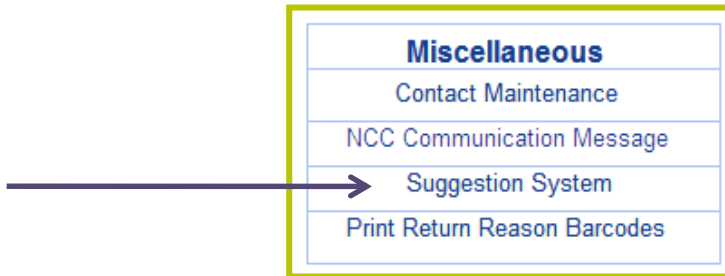 Miscellaneous
Contact Maintenance
NCC Communication Message
Suggestion System
Print Return Reason Barcodes